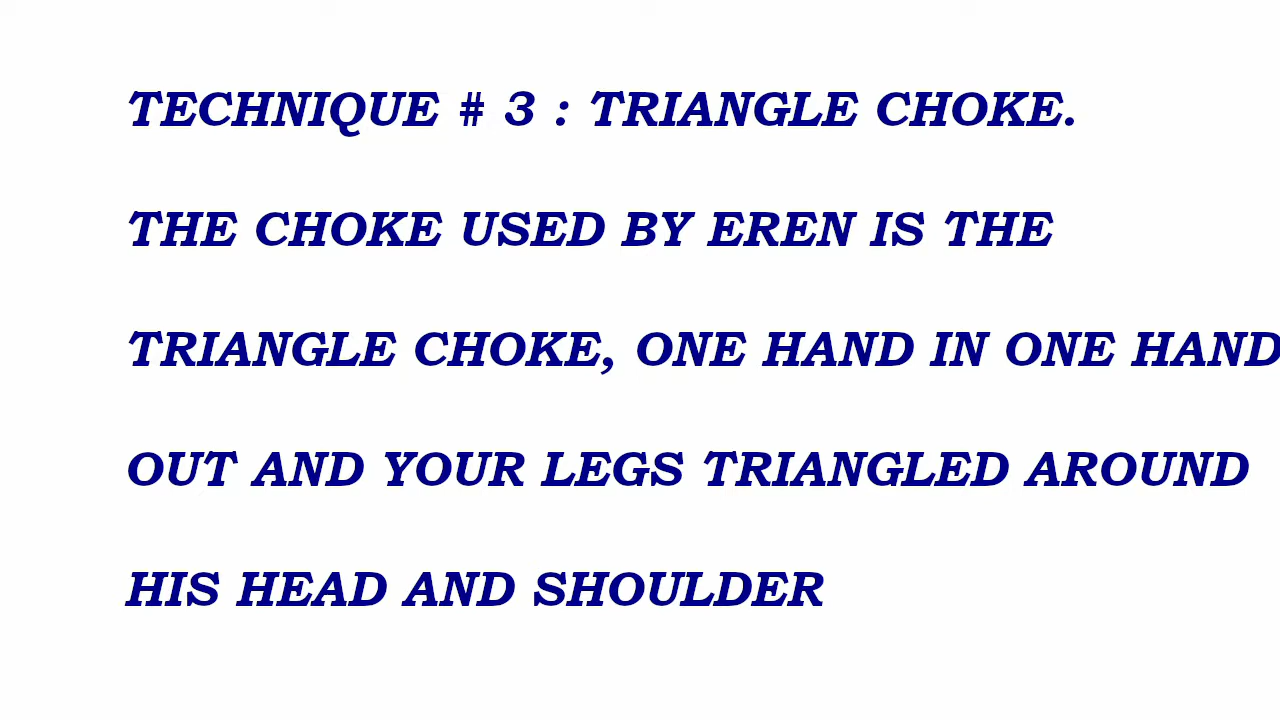 TECHNIQUE # 3 : TRIANGLE CHOKE.
THE CHOKE USED BY EREN IS THE
TRIANGLE CHOKE, ONE HAND IN ONE HAND
OUT AND YOUR LEGS TRIANGLED AROUND
HIS HEAD AND SHOULDER